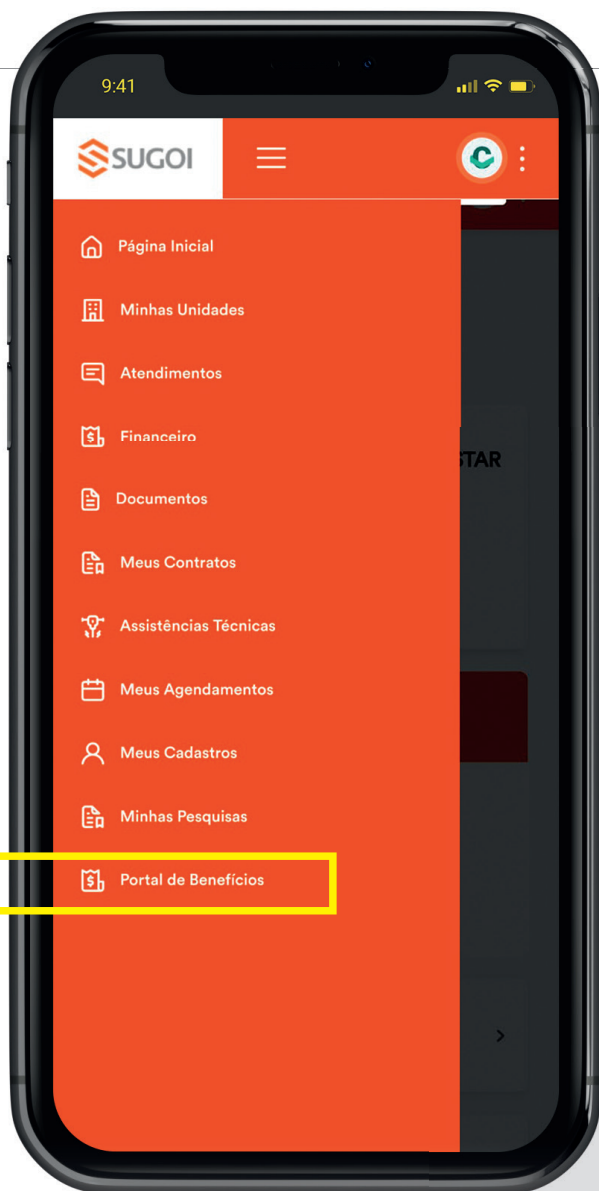 9:41
SUGOI
Página Inicial
Minhas Unidades
Atendimentos
Financeiro
STAR
Documentos
Meus Contratos
Assistências Técnicas
Meus Agendamentos
Meus Cadastros
Minhas Pesquisas
Portal de Benefícios